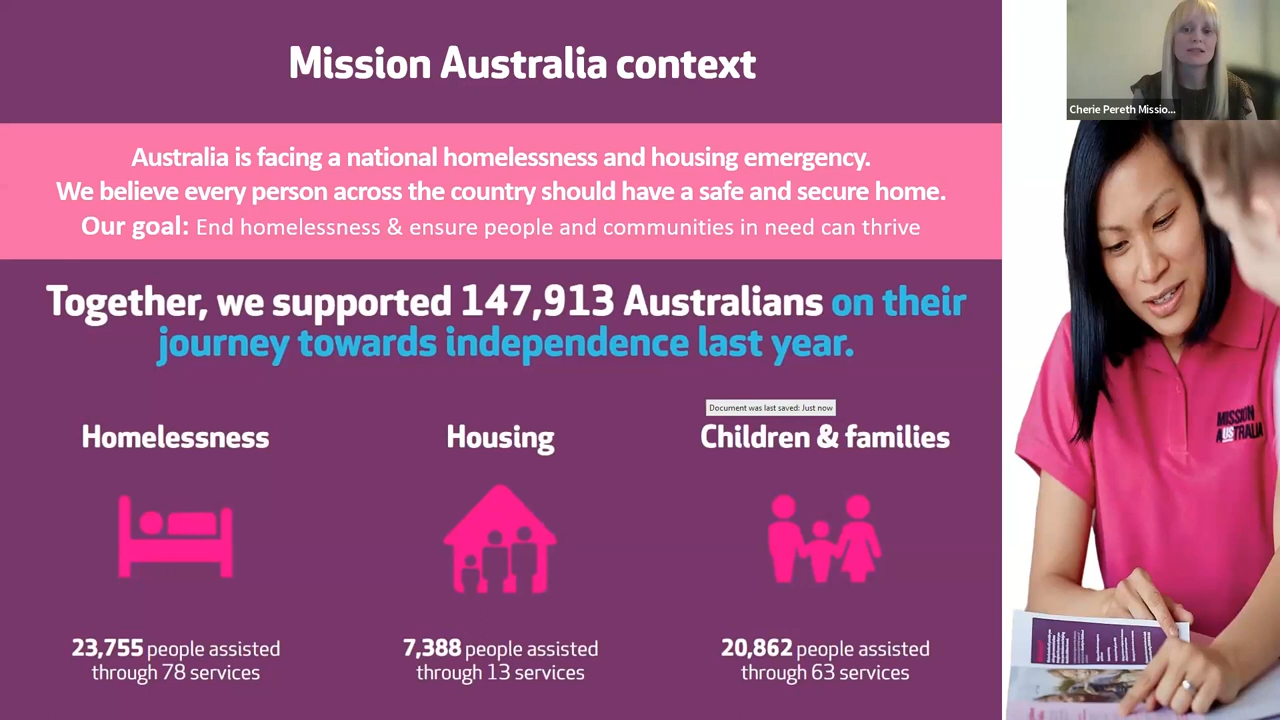 Mission Australia context
Cherie Pereth Missio...
Australia is facing a national homelessness and housing emergency.
We believe every person across the country should have a safe and secure home.
Our goal: End homelessness & ensure people and communities in need can thrive
Together, we supported 147,913 Australians on their
journey towards independence last year.
Document was last saved: Just now
Homelessness
Housing
Children & families
MISSION
AUSTRALIA
23,755 people assisted
through 78 services
7,388 people assisted
through 13 services
20,862 people assisted
through 63 services